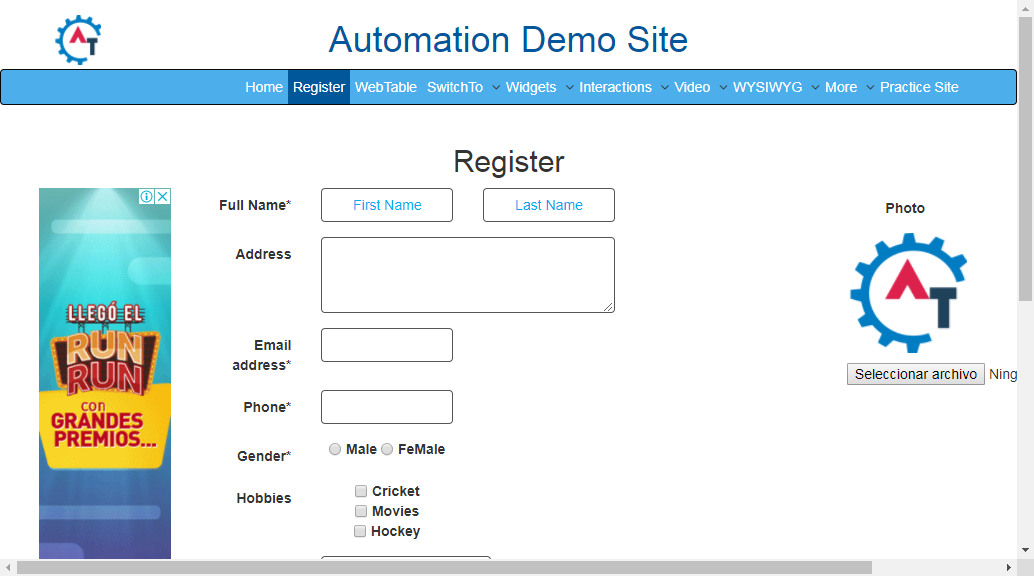 Automation Demo Site
Home Register WebTable SwitchTo Widgets Interactions Video WYSIWYG More Practice Site
Register
Full Name* First Name Last Name
Photo
Address
Email
address*
Seleccionar archivo Ning
Phone*
Gender* Male FeMale
Hobbies Cricket
Movies
Hockey
LLEGÓ EL
RUN
RUN
con
GRANDES
PREMIOS...
AT
AT